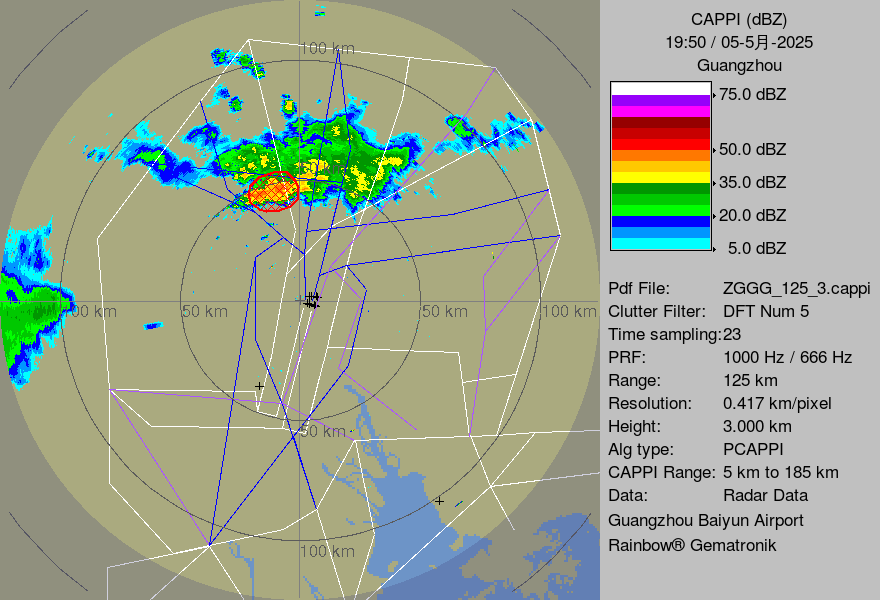 CAPPI (dBZ)
19:50 / 05-5月-2025
Guangzhou
75.0 dBZ
50.0 dBZ
35.0 dBZ
20.0 dBZ
5.0 dBZ
Pdf File: ZGGG_125_3.cappi
Clutter Filter: DFT Num 5
Time sampling:23
PRF: 1000 Hz / 666 Hz
Range: 125 km
Resolution: 0.417 km/pixel
Height: 3.000 km
Alg type: PCAPPI
CAPPI Range: 5 km to 185 km
Data: Radar Data
Guangzhou Baiyun Airport
Rainbow® Gematronik
100 km
00 km
50 km
50 km
100 km
50 km
100 km